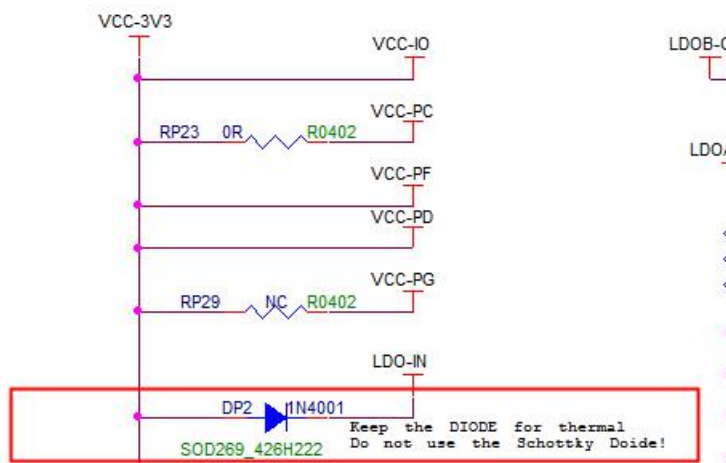 VCC-3V3
VCC-IO
LDOB-
RP23 0R R0402
VCC-PC
LDO
VCC-PF
VCC-PD
VCC-PG
RP29 NC R0402
LDO-IN
DP2 1N4001
Keep the DIODE for thermal
Do not use the Schottky Doide!
SOD269_426H222